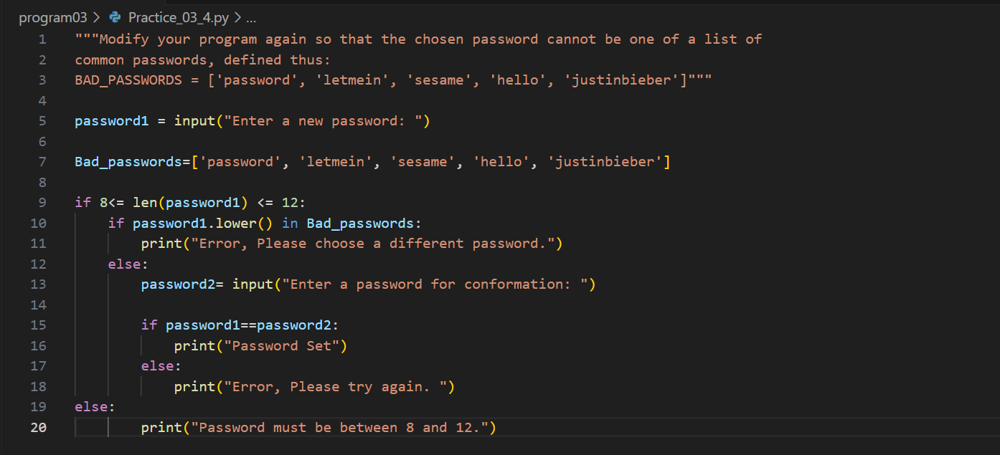 program03 > Practice_03_4.py > ...
1 """Modify your program again so that the chosen password cannot be one of a list of
2 common passwords, defined thus:
3 BAD_PASSWORDS = ['password', 'letmein', 'sesame', 'hello', 'justinbieber']"""
4
5 password1 = input("Enter a new password: ")
6
7 Bad_passwords=['password', 'letmein', 'sesame', 'hello', 'justinbieber']
8
9 if 8<= len(password1) <= 12:
10     if password1.lower() in Bad_passwords:
11         print("Error, Please choose a different password.")
12     else:
13         password2= input("Enter a password for conformation: ")
14
15         if password1==password2:
16             print("Password Set")
17         else:
18             print("Error, Please try again. ")
19 else:
20         print("Password must be between 8 and 12.")